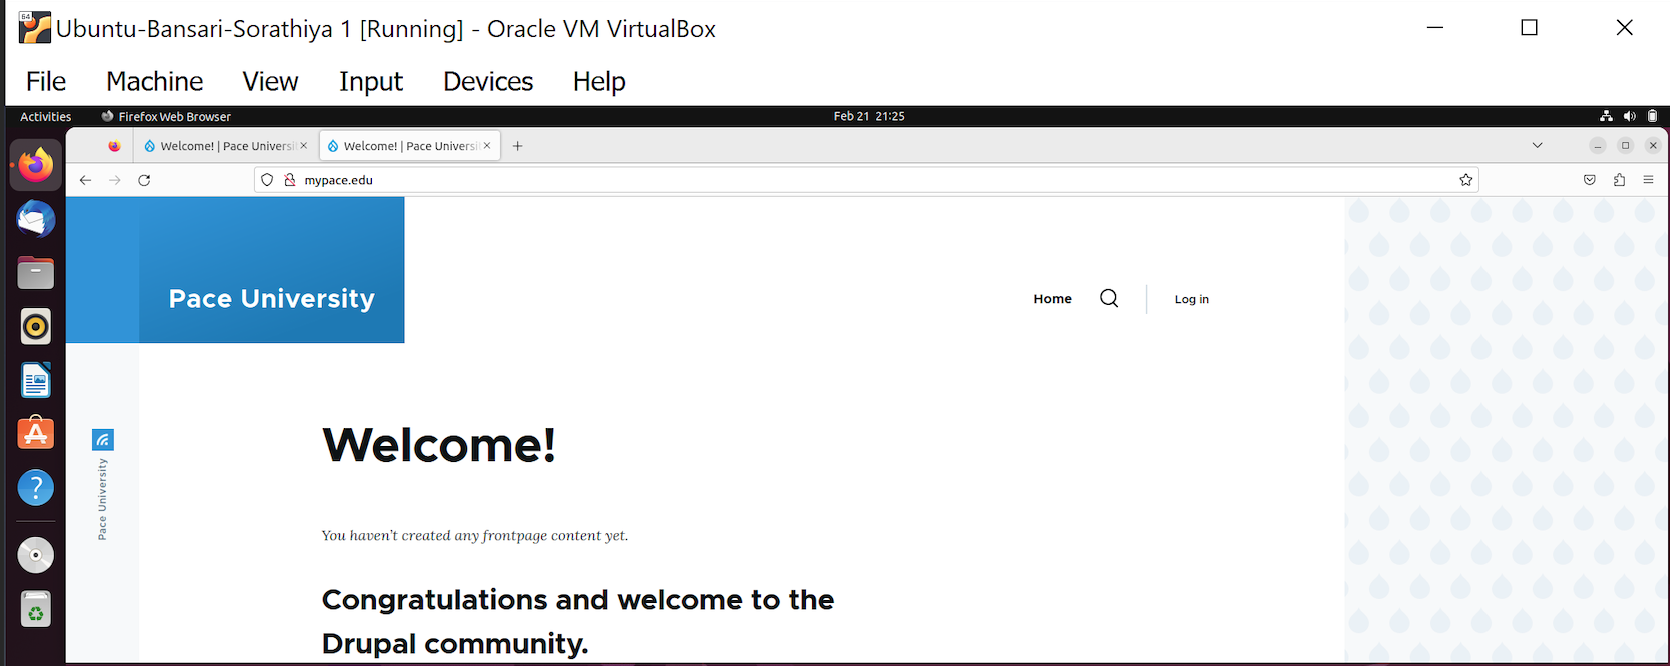 64
Ubuntu-Bansari-Sorathiya 1 [Running] - Oracle VM VirtualBox
File Machine View Input Devices Help
Activities Firefox Web Browser Feb 21 21:25
Welcome! | Pace Universi Welcome! | Pace Universi
mypace.edu
Pace University
Home Log in
Welcome!
Pace University
You haven't created any frontpage content yet.
Congratulations and welcome to the
Drupal community.